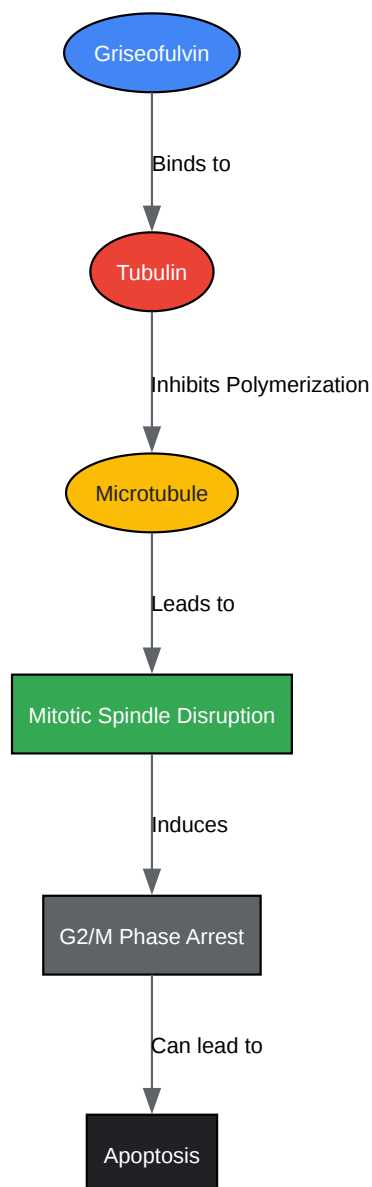 Griseofulvin
Binds to
Tubulin
Inhibits Polymerization
Microtubule
Leads to
Mitotic Spindle Disruption
Induces
G2/M Phase Arrest
Can lead to
Apoptosis